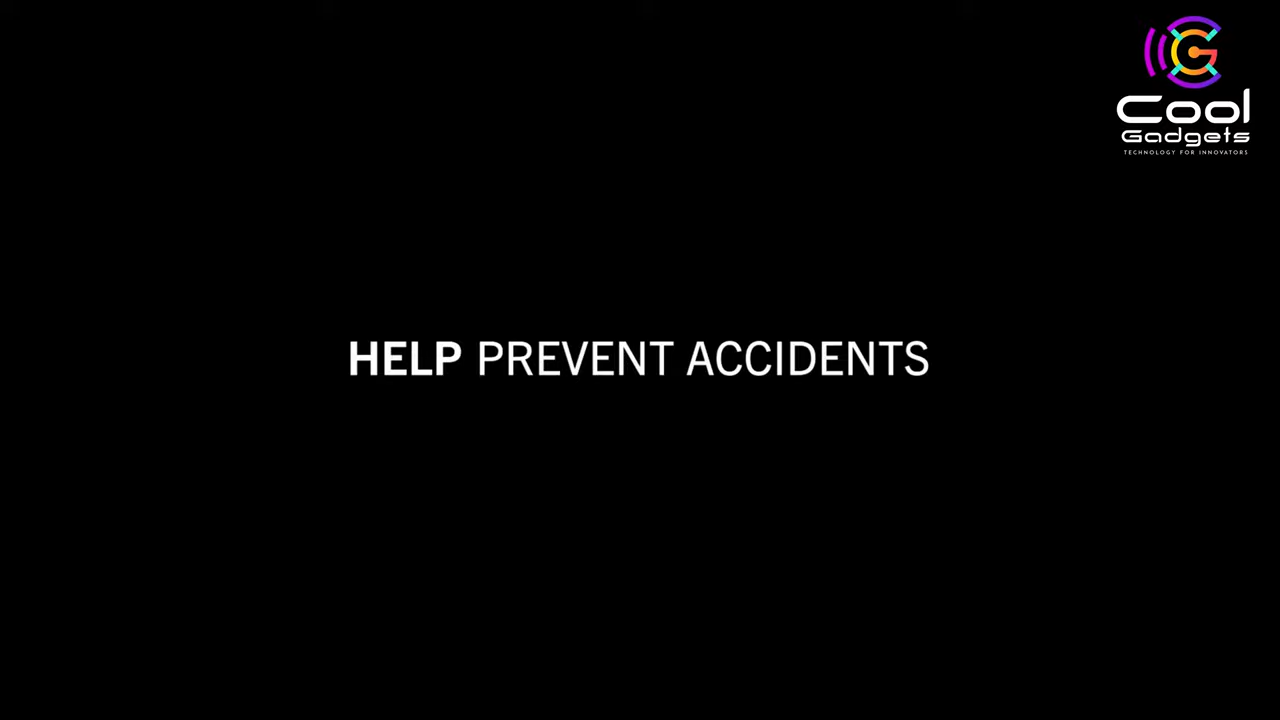 Cool
Gadgets
TECHNOLOGY FOR INNOVATORS
HELP PREVENT ACCIDENTS